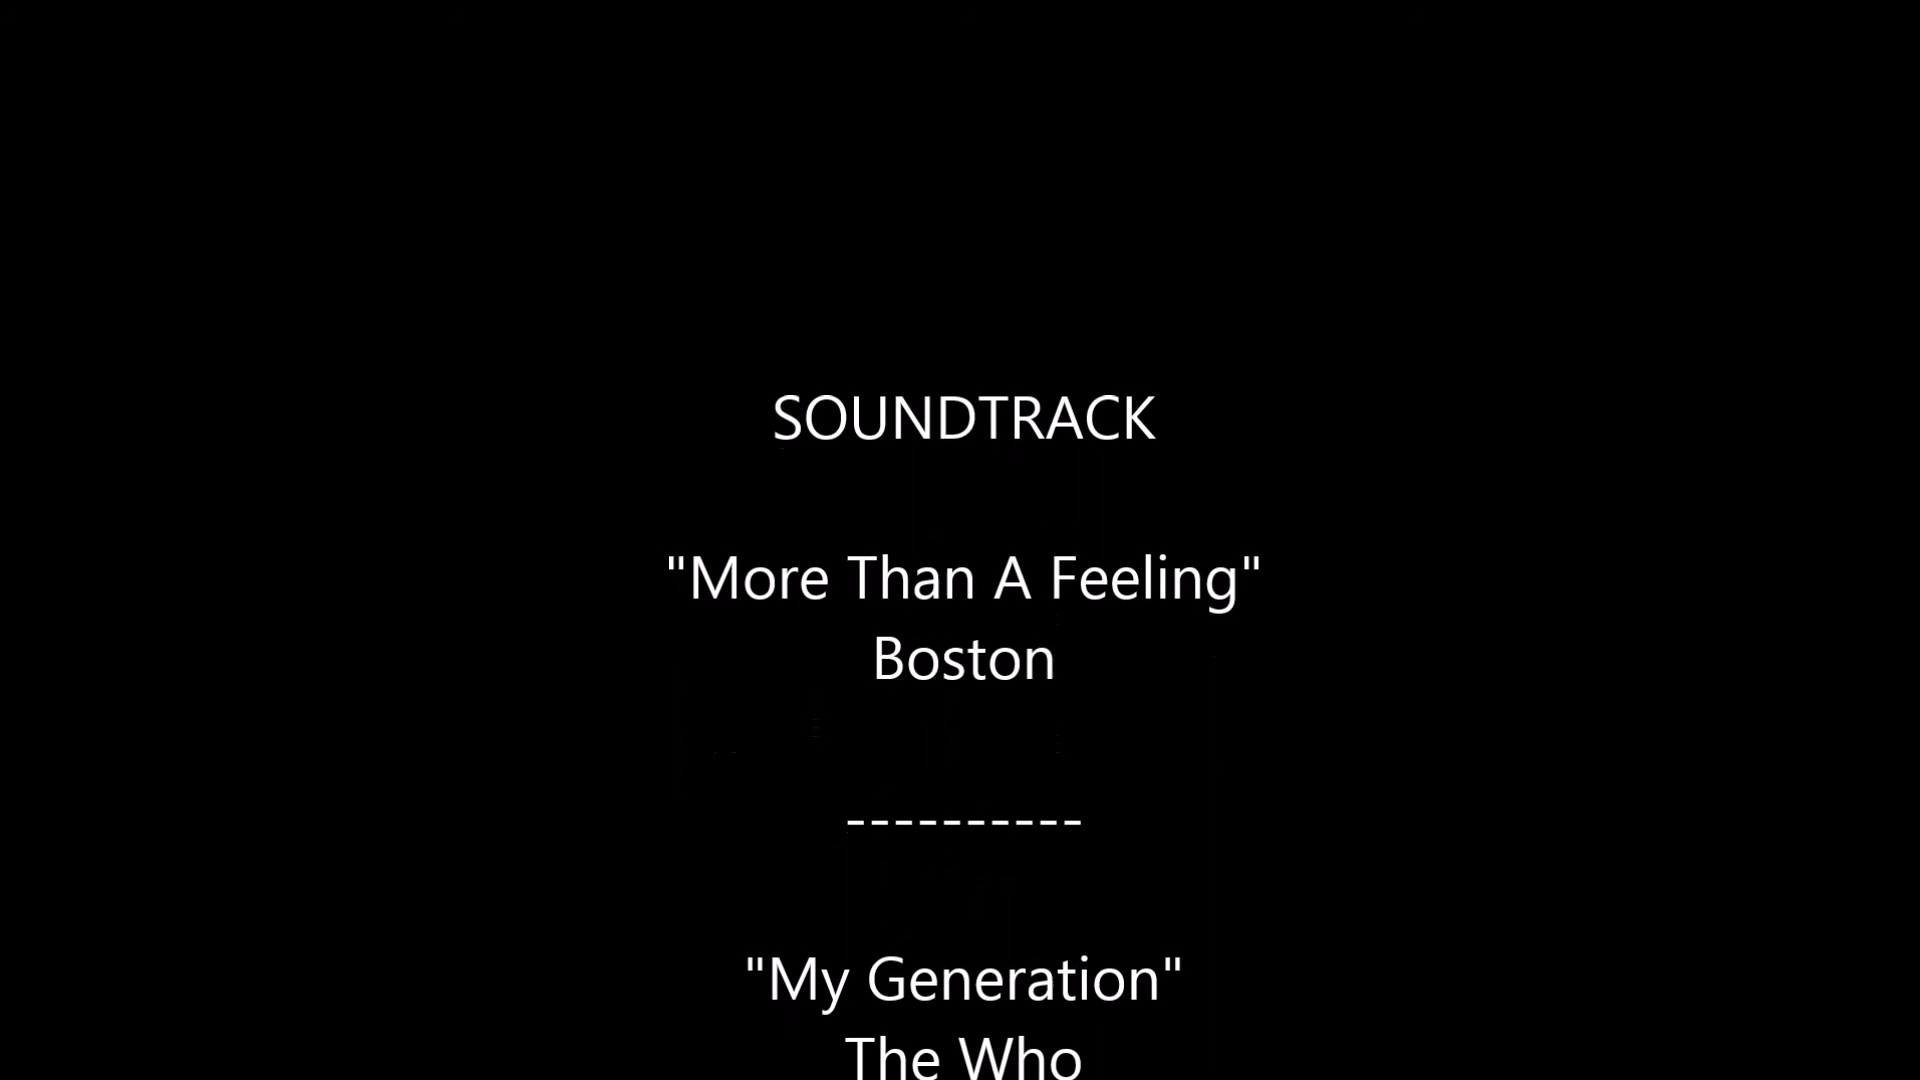 SOUNDTRACK
"More Than A Feeling"
Boston
----------
"My Generation"
The Who